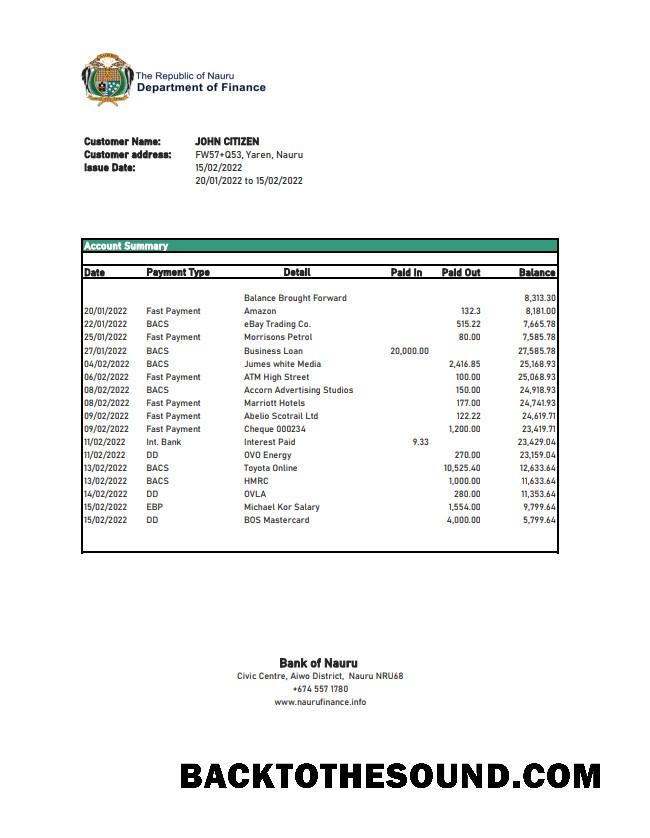 The Republic of Nauru
Department of Finance
Customer Name: JOHN CITIZEN
Customer address: FW57+Q53, Yaren, Nauru
Issue Date: 15/02/2022
20/01/2022 to 15/02/2022
Account Summary
Date Payment Type Detail Paid In Paid Out Balance
Balance Brought Forward 8,313.30
20/01/2022 Fast Payment Amazon 132.3 8,181.00
22/01/2022 BACS eBay Trading Co. 515.22 7,665.78
25/01/2022 Fast Payment Morrisons Petrol 80.00 7,585.78
27/01/2022 BACS Business Loan 20,000.00 27,585.78
04/02/2022 BACS Jumes white Media 2,416.85 25,168.93
06/02/2022 Fast Payment ATM High Street 100.00 25,068.93
08/02/2022 BACS Accorn Advertising Studios 150.00 24,918.93
08/02/2022 Fast Payment Marriott Hotels 177.00 24,741.93
09/02/2022 Fast Payment Abelio Scotrail Ltd 122.22 24,619.71
09/02/2022 Fast Payment Cheque 000234 1,200.00 23,419.71
11/02/2022 Int. Bank Interest Paid 9.33 23,429.04
11/02/2022 DD OVO Energy 270.00 23,159.04
13/02/2022 BACS Toyota Online 10,525.40 12,633.64
13/02/2022 BACS HMRC 1,000.00 11,633.64
14/02/2022 DD OVLA 280.00 11,353.64
15/02/2022 EBP Michael Kor Salary 1,554.00 9,799.64
15/02/2022 DD BOS Mastercard 4,000.00 5,799.64
Bank of Nauru
Civic Centre, Aiwo District, Nauru NRU68
+674 557 1780
www.naurufinance.info
BACKTOTHESOUND.COM